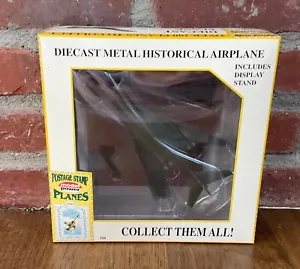 DIECAST METAL HISTORICAL AIRPLANE
INCLUDES
DISPLAY
STAND
POSTAGE STAMP
PLANES
COLLECT THEM ALL!